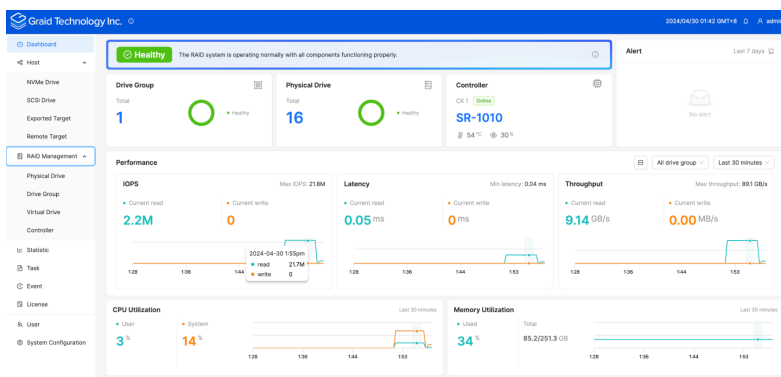 Graid Technology Inc.
2024/04/30 01:42 GMT+8
admin
Dashboard
Host
NVMe Drive
SCSI Drive
Exported Target
Remote Target
RAID Management
Physical Drive
Drive Group
Virtual Drive
Controller
Statistic
Task
Event
License
User
System Configuration
Healthy The RAID system is operating normally with all components functioning properly.
Alert Last 7 days
No alert
Drive Group
Total
1
Healthy
Physical Drive
Total
16
Healthy
Controller
CX 1 Online
SR-1010
54 °C 30 %
Performance
All drive group
Last 30 minutes
IOPS Max IOPS: 21.8M
Current read Current write
2.2M 0
2024-04-30 1:55pm
read 21.7M
write 0
1:28 1:36 1:44
Latency Min latency: 0.04 ms
Current read Current write
0.05 ms 0 ms
1:28 1:36 1:44 1:53
Throughput Max throughput: 89.1 GB/s
Current read Current write
9.14 GB/s 0.00 MB/s
1:28 1:36 1:44 1:53
CPU Utilization Last 30 minutes
User System
3 % 14 %
1:28 1:36 1:44 1:53
Memory Utilization Last 30 minutes
Used Total
34 % 85.2/251.3 GB
1:28 1:36 1:44 1:53